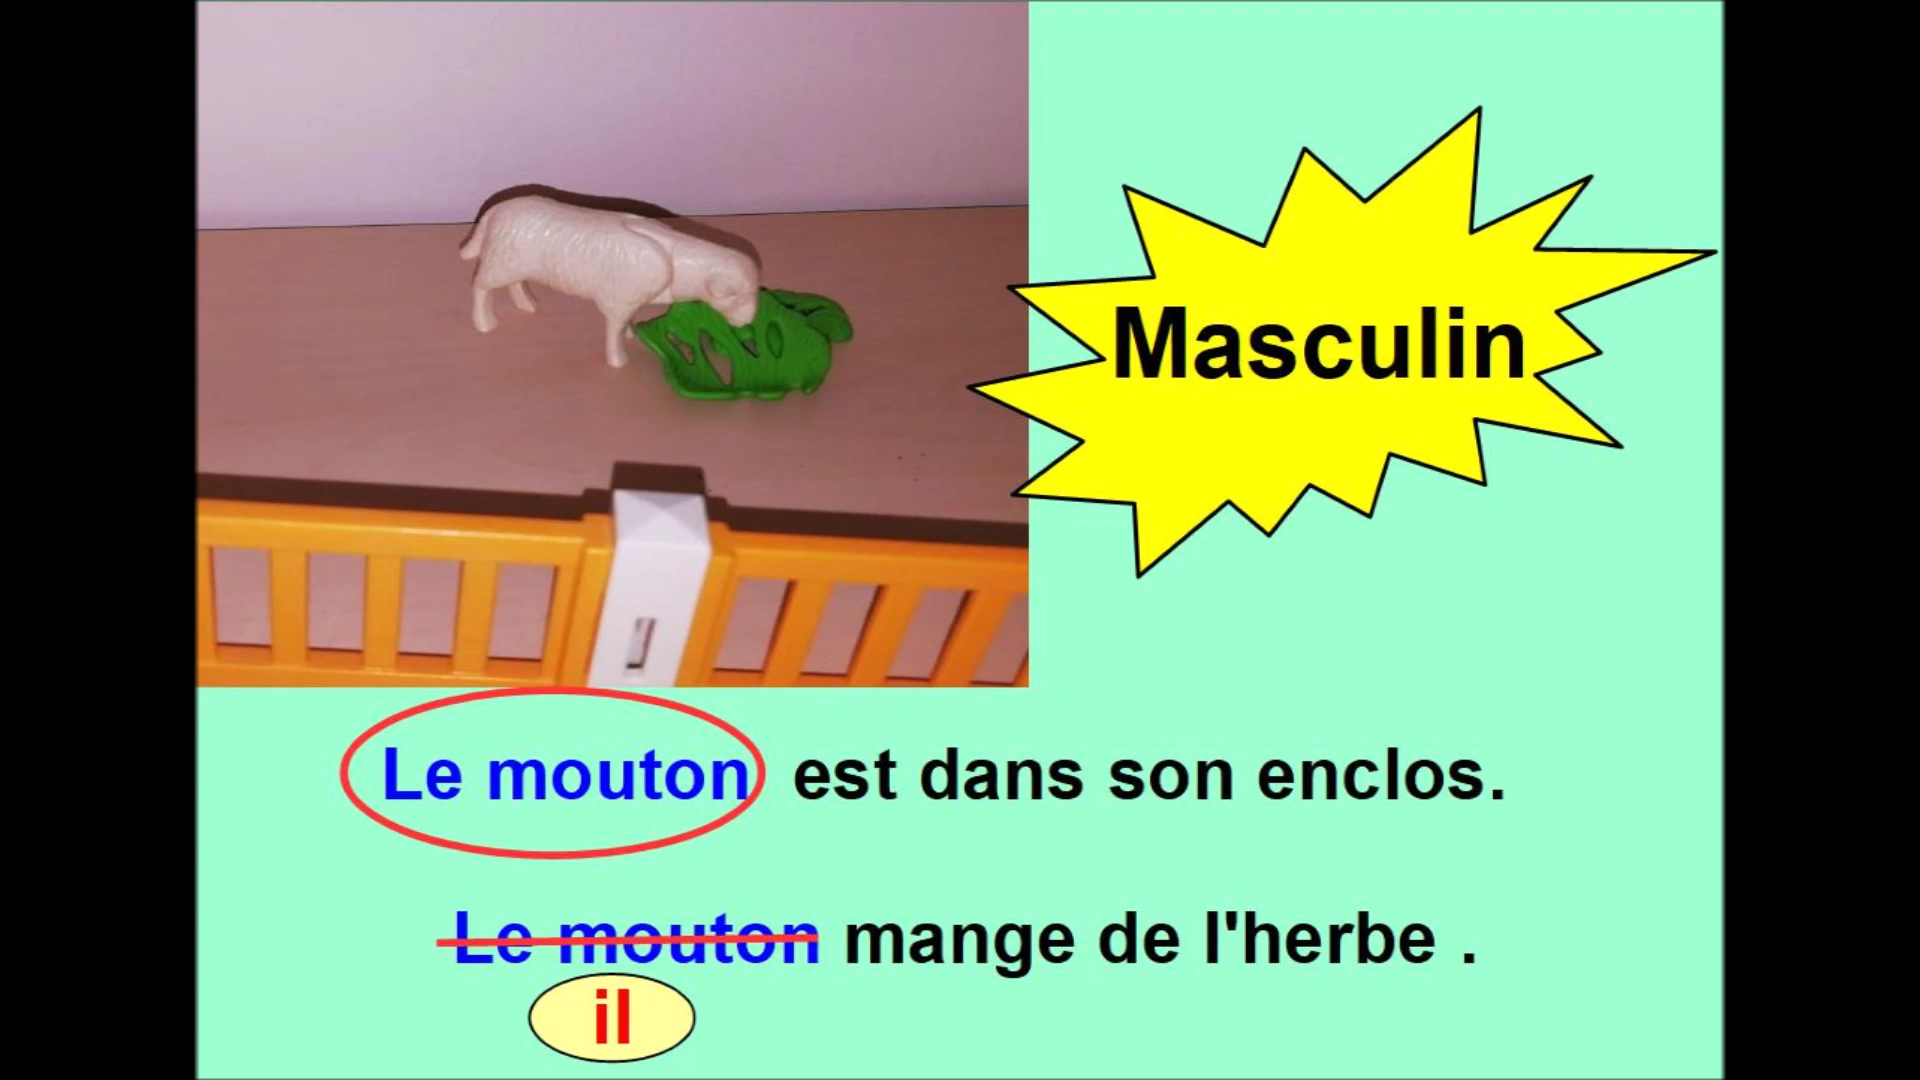 Masculin
Le mouton est dans son enclos.
Le mouton mange de l'herbe .
il